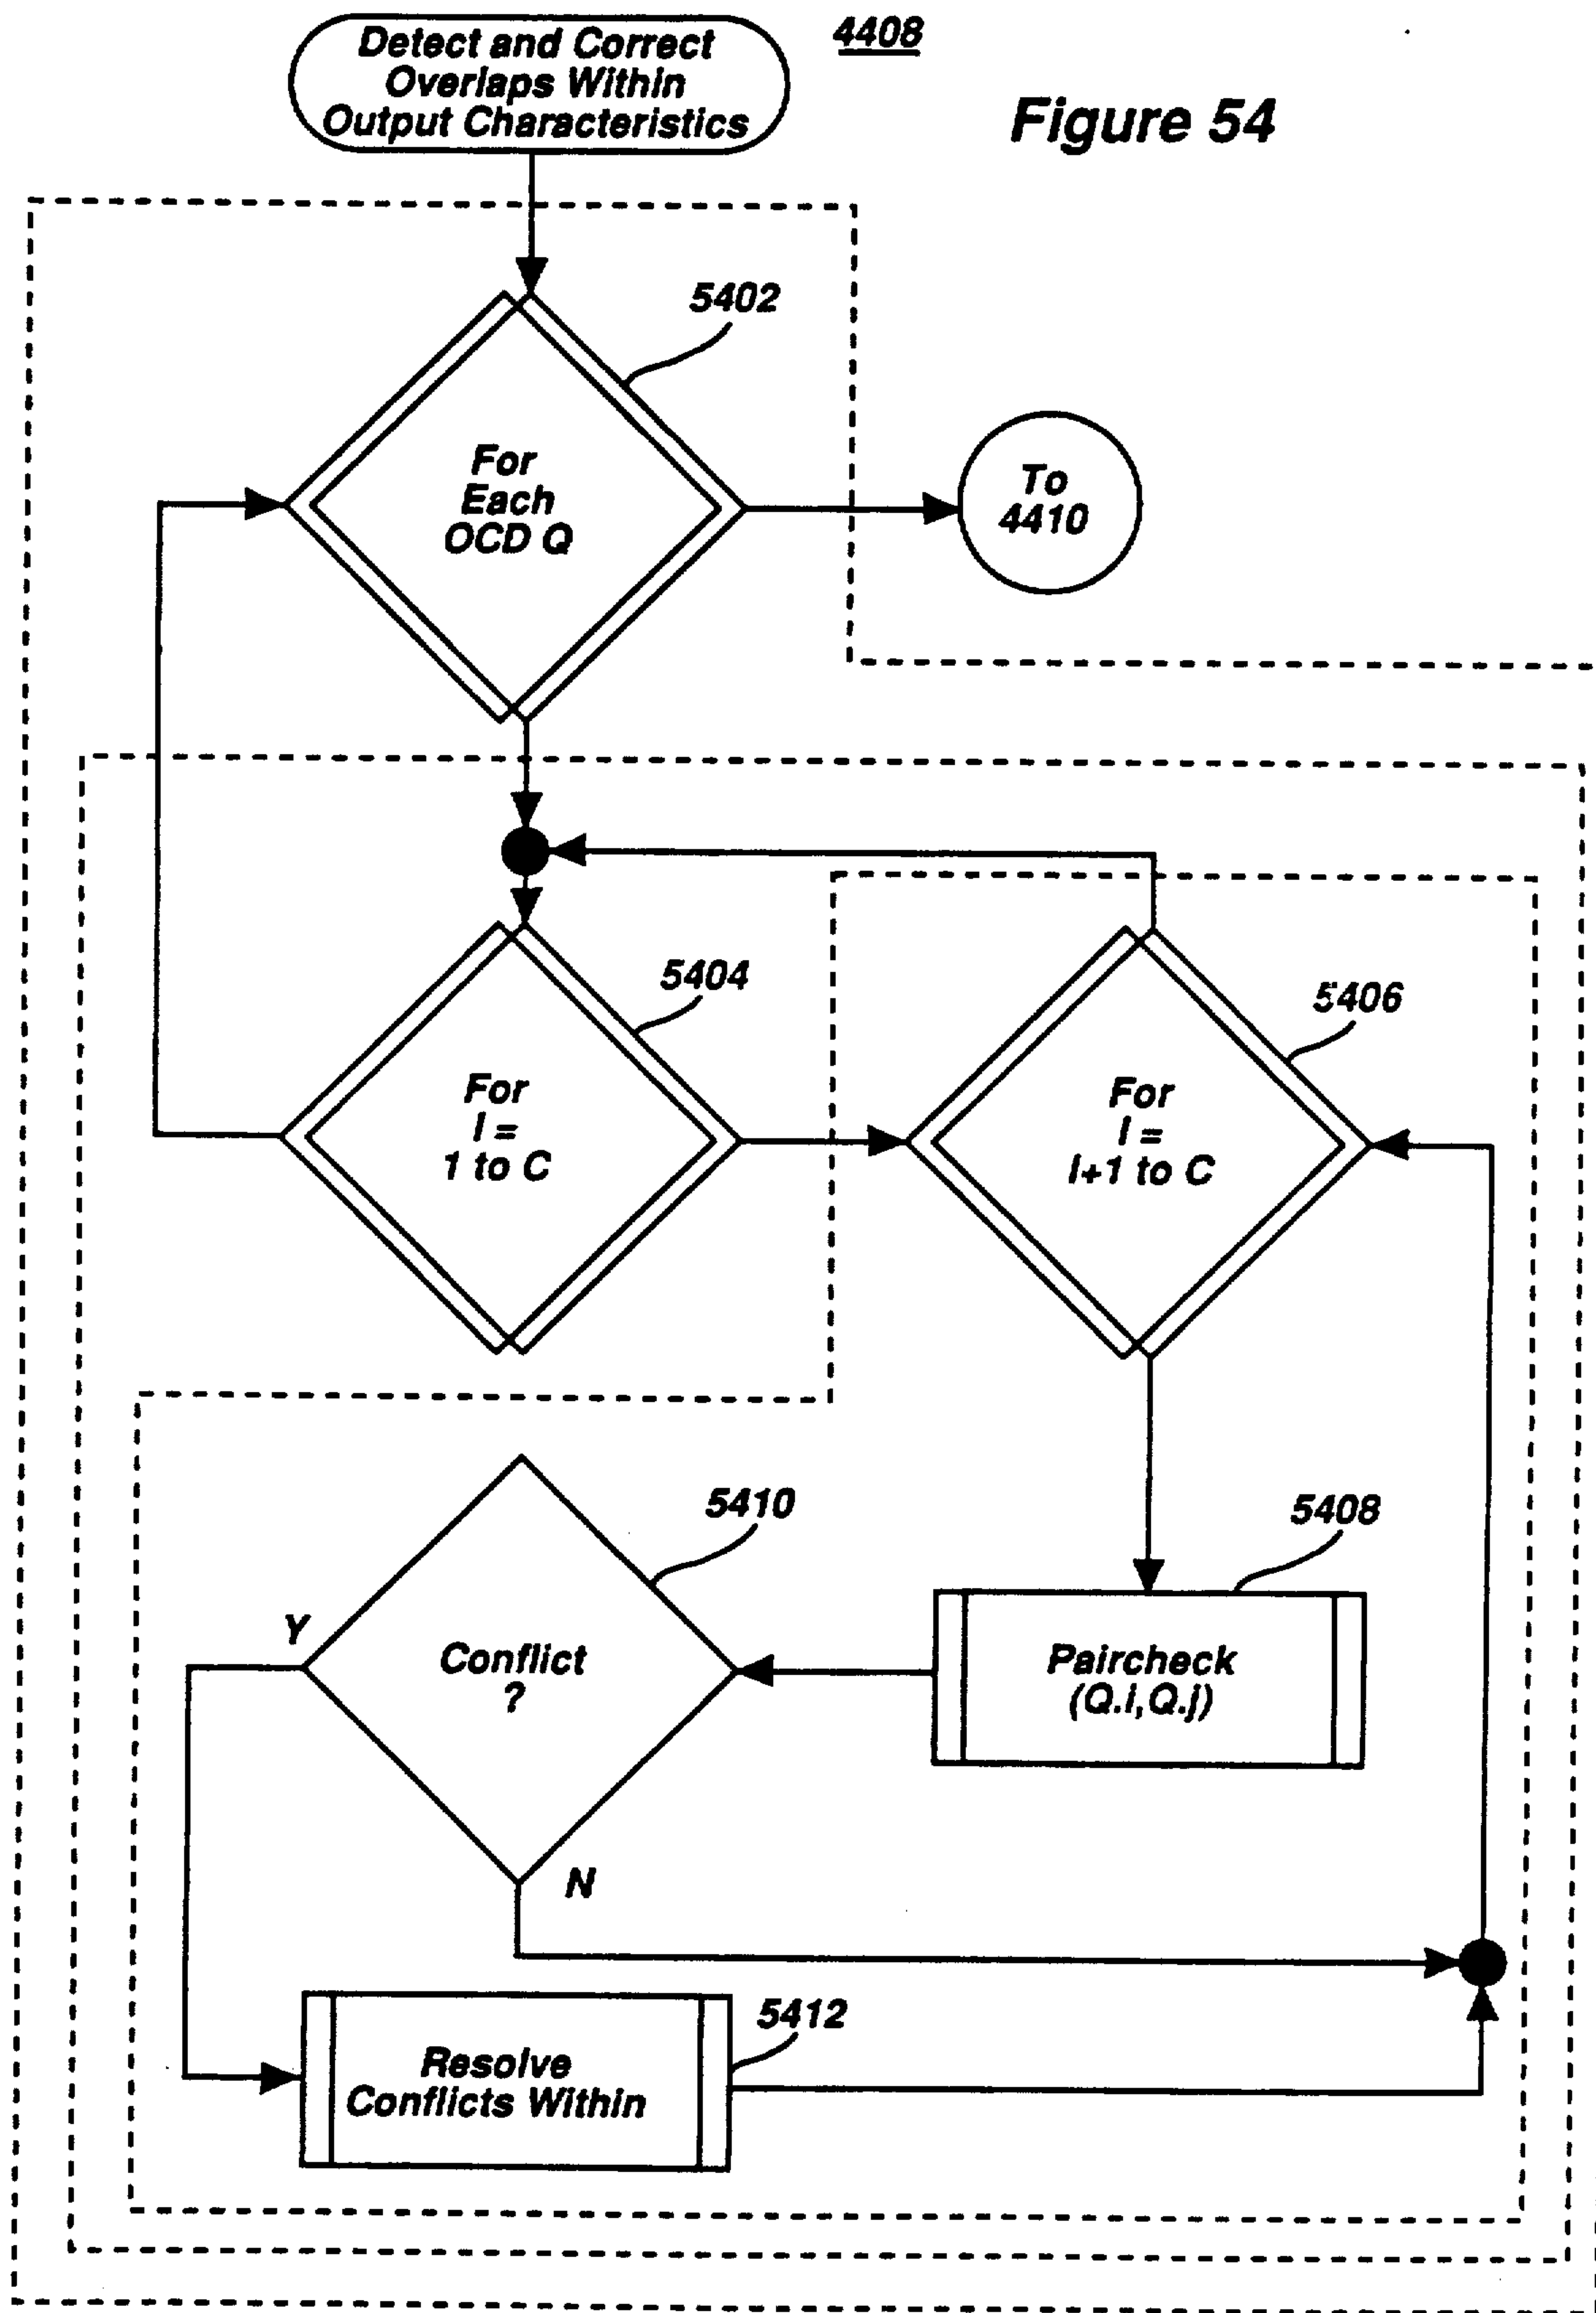 Detect and Correct
Overlaps Within
Output Characteristics
4408
Figure 54
5402
For
Each
OCD Q
To
4410
5404
For
I =
1 to C
5406
For
I =
I+1 to C
5410
Conflict
?
Y
N
5408
Paircheck
(Q.i,Q.j)
5412
Resolve
Conflicts Within